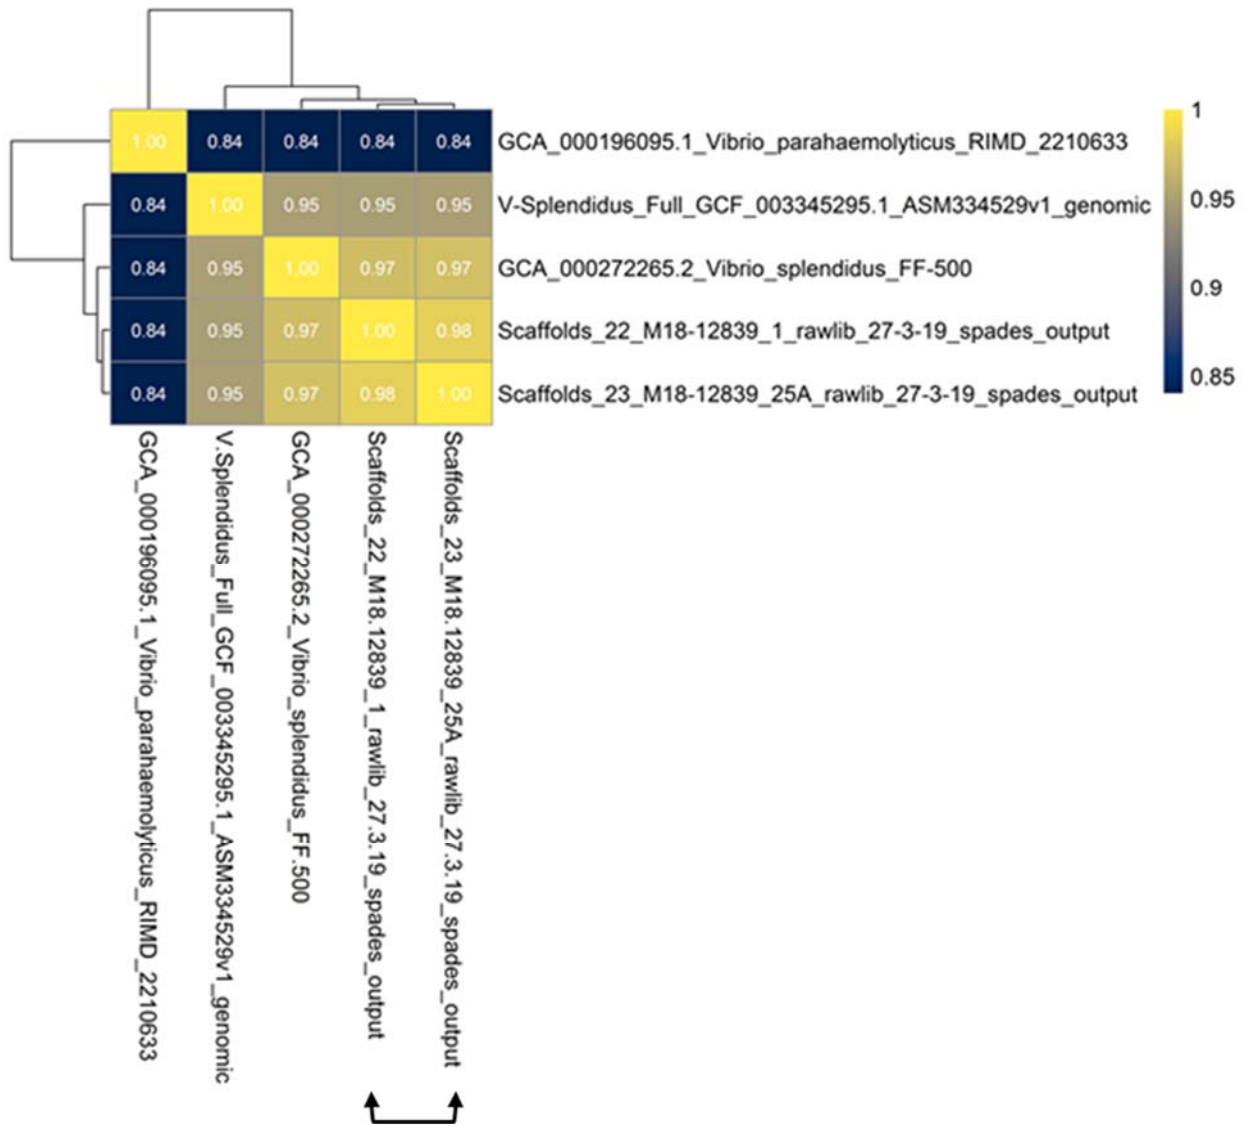 1.00 0.84 0.84 0.84 0.84 GCA_000196095.1_Vibrio_parahaemolyticus_RIMD_2210633
0.84 1.00 0.95 0.95 0.95 V-Splendidus_Full_GCF_003345295.1_ASM334529v1_genomic
0.84 0.95 1.00 0.97 0.97 GCA_000272265.2_Vibrio_splendidus_FF-500
0.84 0.95 0.97 1.00 0.98 Scaffolds_22_M18-12839_1_rawlib_27-3-19_spades_output
0.84 0.95 0.97 0.98 1.00 Scaffolds_23_M18-12839_25A_rawlib_27-3-19_spades_output
1
0.95
0.9
0.85
GCA_000196095.1_Vibrio_parahaemolyticus_RIMD_2210633
V.Splendidus_Full_GCF_003345295.1_ASM334529v1_genomic
GCA_000272265.2_Vibrio_splendidus_FF.500
Scaffolds_22_M18.12839_1_rawlib_27.3.19_spades_output
Scaffolds_23_M18.12839_25A_rawlib_27.3.19_spades_output